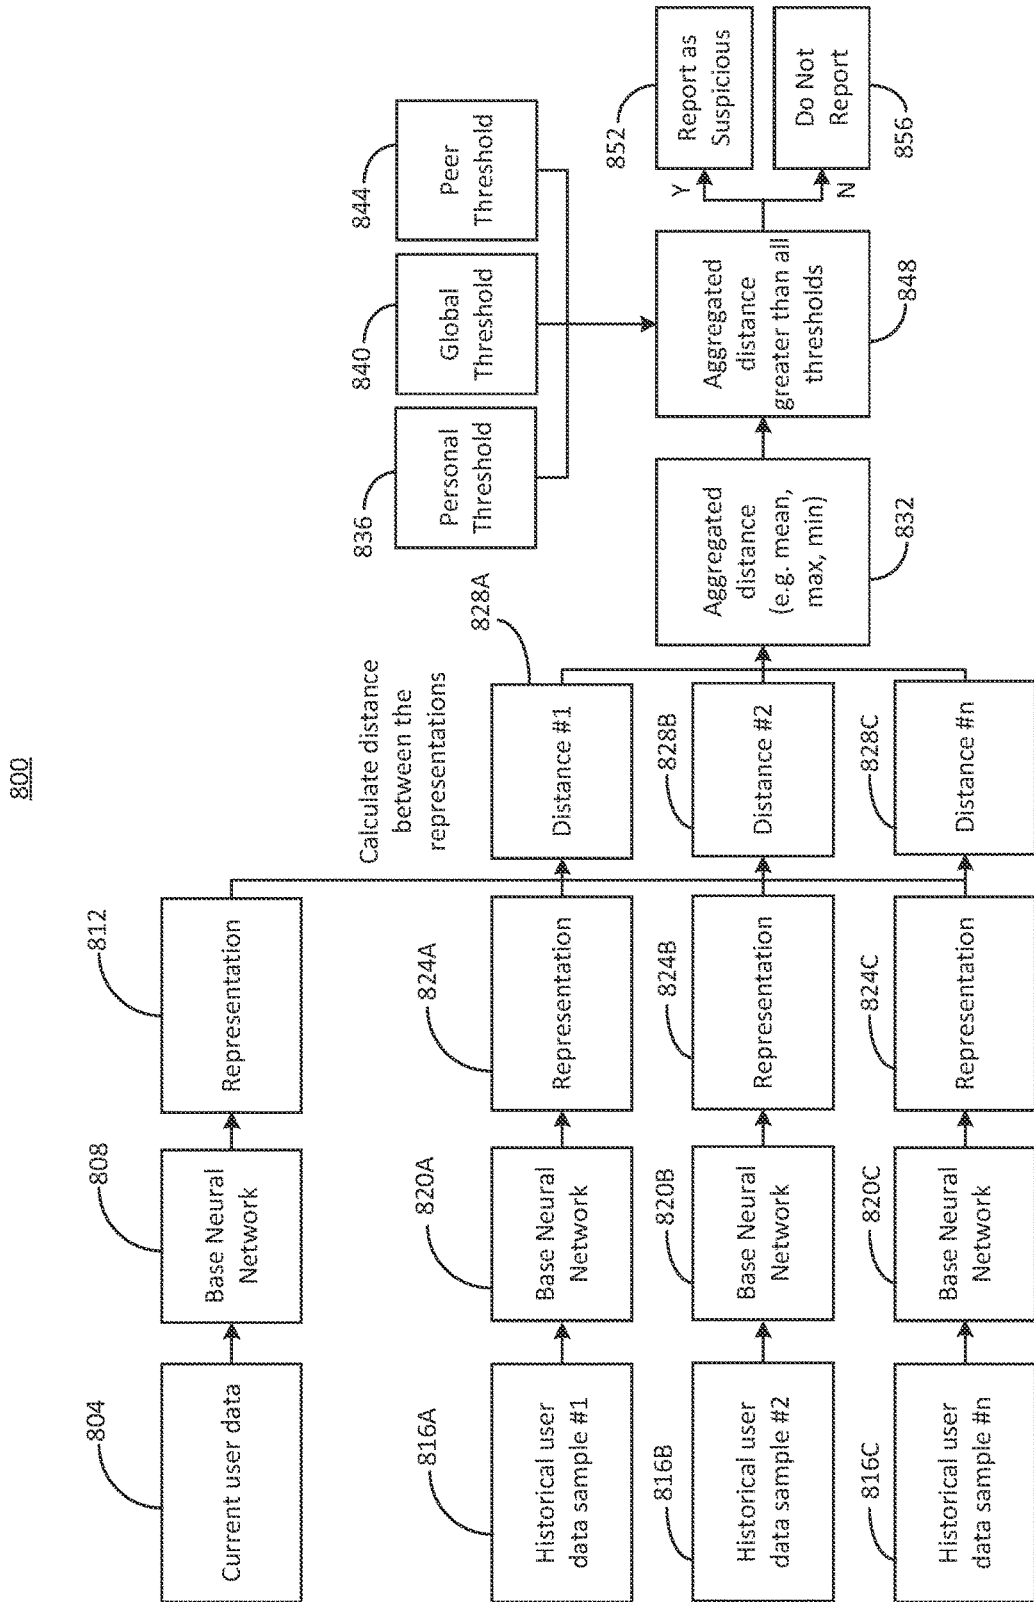 800
804
Current user data
808
Base Neural
Network
812
Representation
816A
Historical user
data sample #1
820A
Base Neural
Network
824A
Representation
Calculate distance
between the
representations
828A
Distance #1
816B
Historical user
data sample #2
820B
Base Neural
Network
824B
Representation
828B
Distance #2
816C
Historical user
data sample #n
820C
Base Neural
Network
824C
Representation
828C
Distance #n
Aggregated
distance
(e.g. mean,
max, min)
832
836
Personal
Threshold
840
Global
Threshold
844
Peer
Threshold
Aggregated
distance
greater than all
thresholds
848
Y
N
852
Report as
Suspicious
Do Not
Report
856